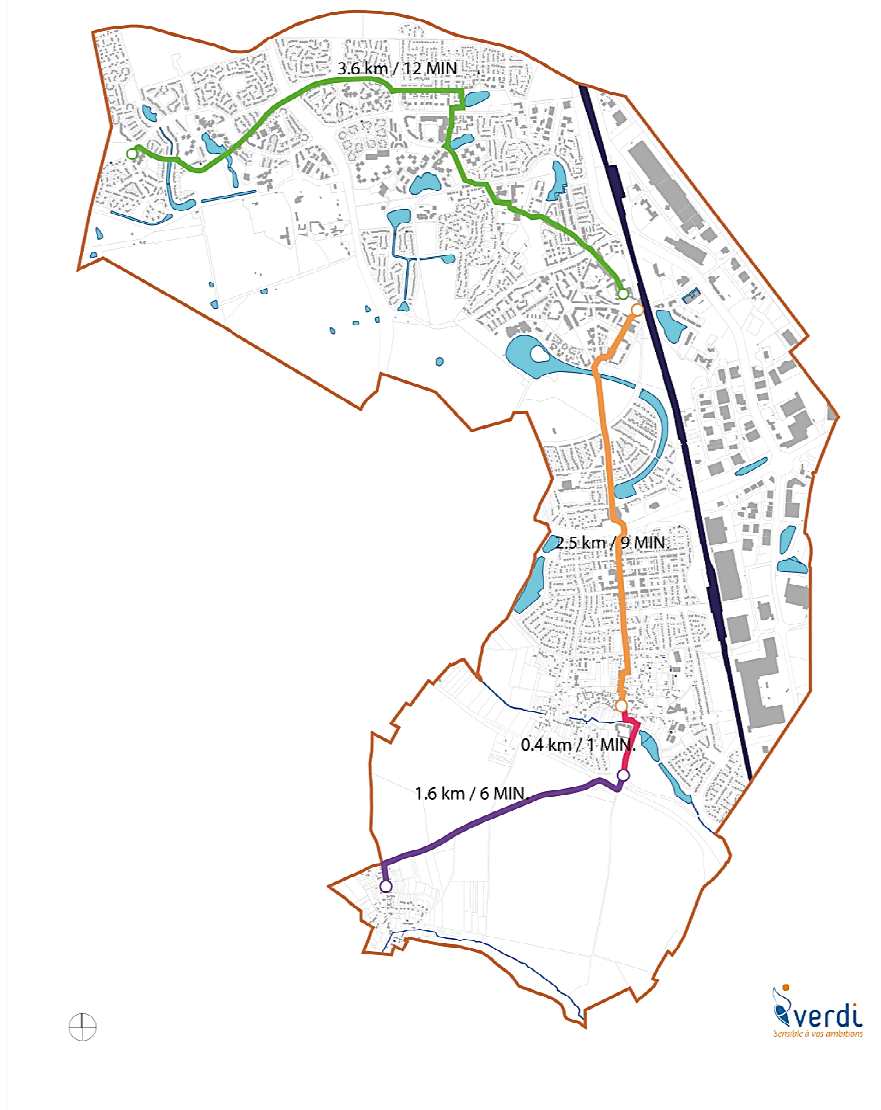 3.6 km / 12 MIN.
2.5 km / 9 MIN.
0.4 km / 1 MIN.
1.6 km / 6 MIN.
verdi
Sensible à vos ambitions